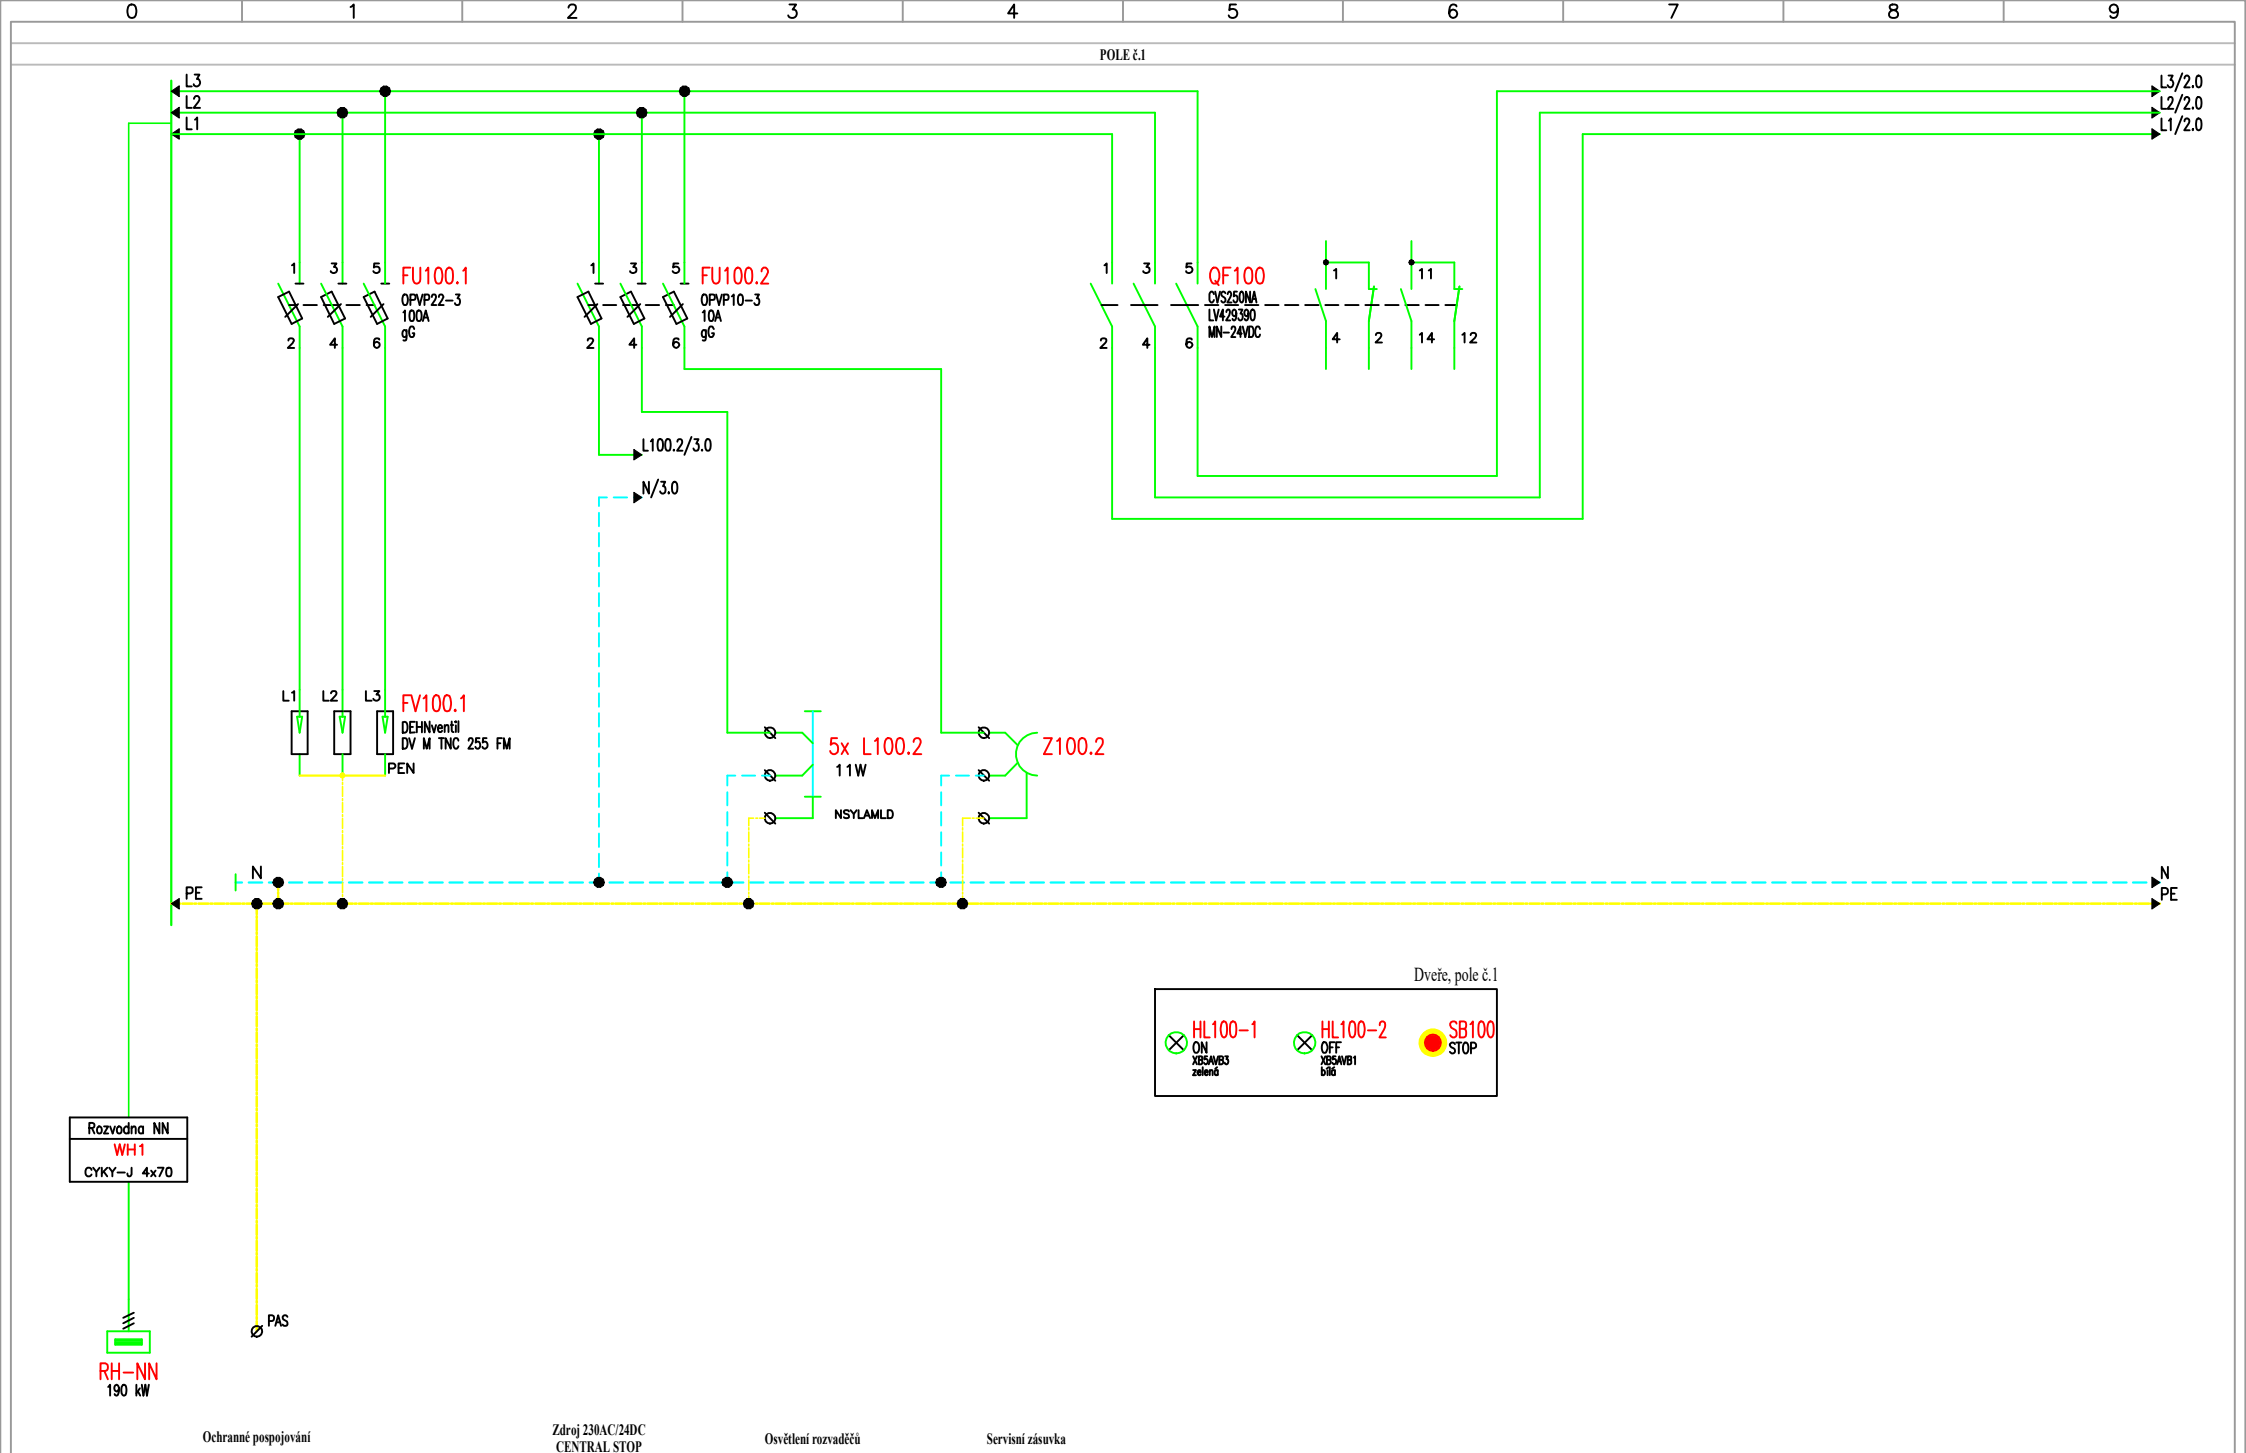 0 1 2 3 4 5 6 7 8 9
POLE č.1
L3
L2
L1
L3/2.0
L2/2.0
L1/2.0
1 3 5
FU100.1
OPVP22-3
100A
gG
2 4 6
1 3 5
FU100.2
OPVP10-3
10A
gG
2 4 6
1 3 5
QF100
CVS250NA
LV429390
MN-24VDC
2 4 6
1 11
4 2 14 12
L100.2/3.0
N/3.0
L1 L2 L3
FV100.1
DEHNventil
DV M TNC 255 FM
PEN
5x L100.2
11W
NSYLAMLD
Z100.2
N
PE
N
PE
Dveře, pole č.1
HL100-1
ON
XB5AVB3
zelená
HL100-2
OFF
XB5AVB1
bílá
SB100
STOP
Rozvodna NN
WH1
CYKY-J 4x70
PAS
RH-NN
190 kW
Ochranné pospojování
Zdroj 230AC/24DC
CENTRAL STOP
Osvětlení rozvaděčů
Servisní zásuvka